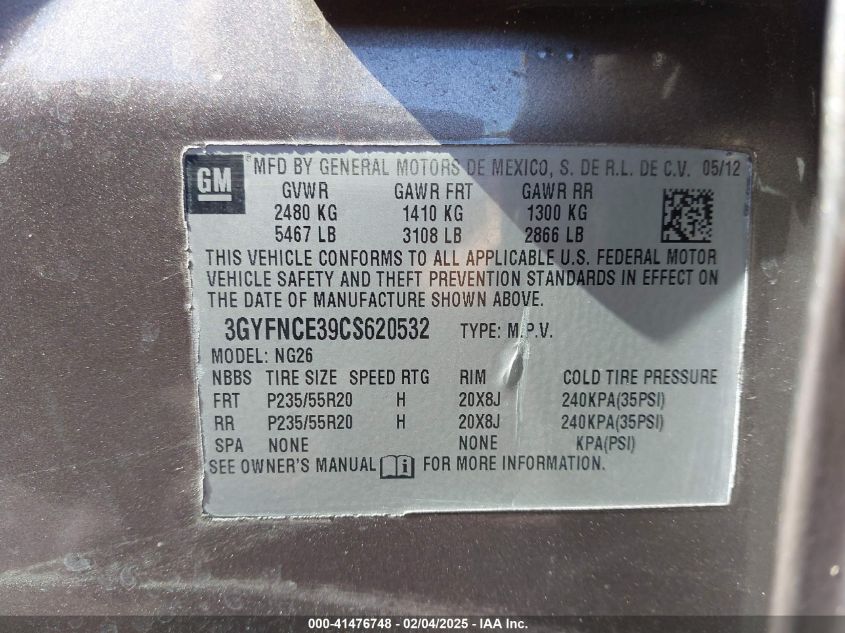 GM
MFD BY GENERAL MOTORS DE MEXICO, S. DE R.L. DE C.V. 05/12
GVWR GAWR FRT GAWR RR
2480 KG 1410 KG 1300 KG
5467 LB 3108 LB 2866 LB
THIS VEHICLE CONFORMS TO ALL APPLICABLE U.S. FEDERAL MOTOR
VEHICLE SAFETY AND THEFT PREVENTION STANDARDS IN EFFECT ON
THE DATE OF MANUFACTURE SHOWN ABOVE.
3GYFNCE39CS620532 TYPE: M.P.V.
MODEL: NG26
NBBS TIRE SIZE SPEED RTG RIM COLD TIRE PRESSURE
FRT P235/55R20 H 20X8J 240KPA(35PSI)
RR P235/55R20 H 20X8J 240KPA(35PSI)
SPA NONE NONE KPA(PSI)
SEE OWNER'S MANUAL FOR MORE INFORMATION.
000-41476748 - 02/04/2025 - IAA Inc.